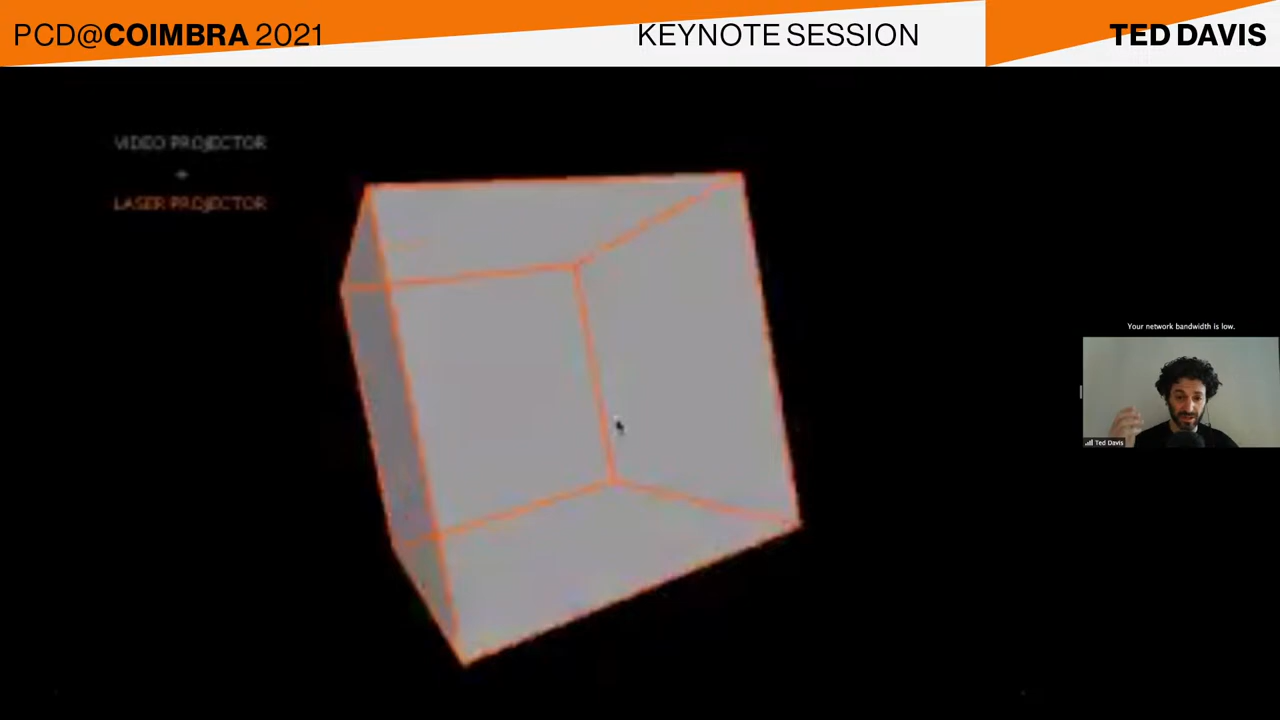 PCD@COIMBRA 2021
KEYNOTE SESSION
TED DAVIS
VIDEO PROJECTOR
+
LASER PROJECTOR
Your network bandwidth is low.
Ted Davis